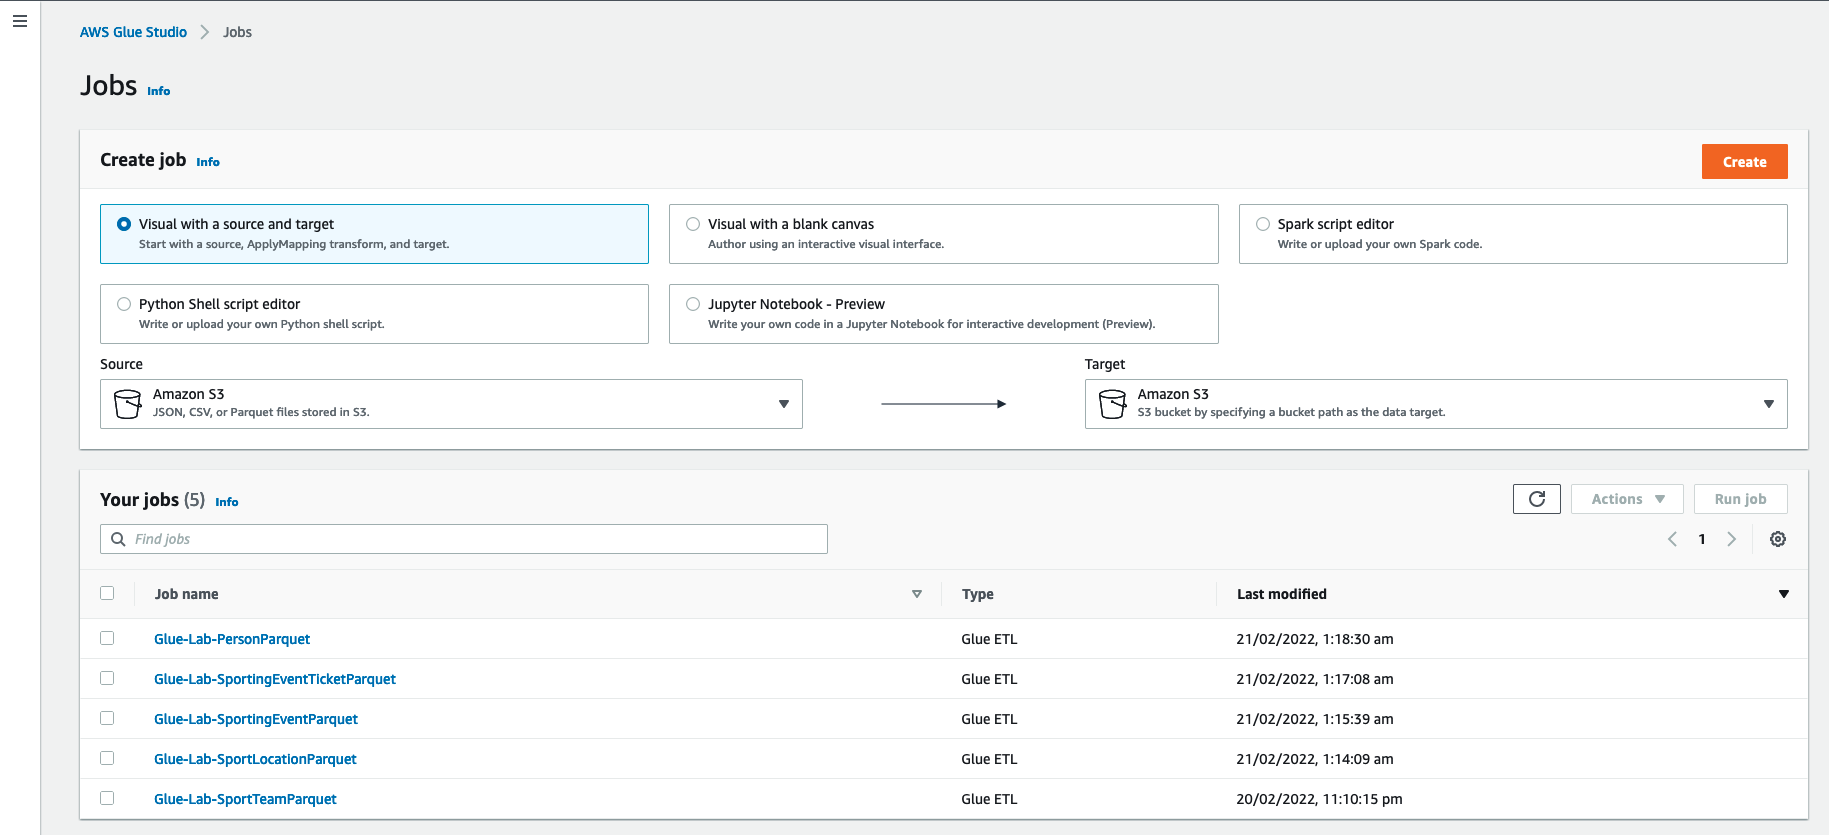 AWS Glue Studio > Jobs
Jobs Info
Create job Info
Create
Visual with a source and target
Start with a source, ApplyMapping transform, and target.
Visual with a blank canvas
Author using an interactive visual interface.
Spark script editor
Write or upload your own Spark code.
Python Shell script editor
Write or upload your own Python shell script.
Jupyter Notebook - Preview
Write your own code in a Jupyter Notebook for interactive development (Preview).
Source
Amazon S3
JSON, CSV, or Parquet files stored in S3.
Target
Amazon S3
S3 bucket by specifying a bucket path as the data target.
Your jobs (5) Info
Actions
Run job
Find jobs
1
Job name Type Last modified
Glue-Lab-PersonParquet Glue ETL 21/02/2022, 1:18:30 am
Glue-Lab-SportingEventTicketParquet Glue ETL 21/02/2022, 1:17:08 am
Glue-Lab-SportingEventParquet Glue ETL 21/02/2022, 1:15:39 am
Glue-Lab-SportLocationParquet Glue ETL 21/02/2022, 1:14:09 am
Glue-Lab-SportTeamParquet Glue ETL 20/02/2022, 11:10:15 pm